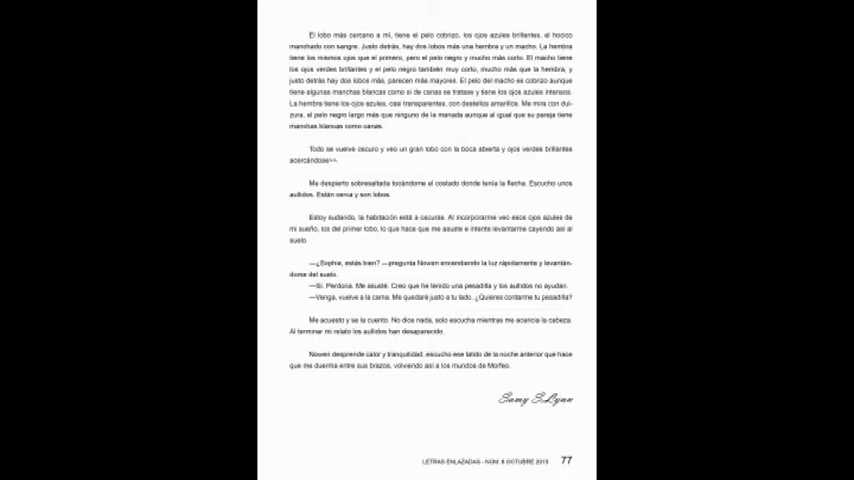 El lobo más cercano a mí, tiene el pelo cobrizo, los ojos azules brillantes, el hocico
manchado con sangre. Justo detrás, hay dos lobos más una hembra y un macho. La hembra
tiene los mismos ojos que el primero, pero el pelo negro y mucho más corto. El macho tiene
los ojos verdes brillantes y el pelo negro también muy corto, mucho más que la hembra, y
justo detrás hay dos lobos más, parecen más mayores. El pelo del macho es cobrizo aunque
tiene algunas manchas blancas como si de canas se tratase y tiene los ojos azules intensos.
La hembra tiene los ojos azules, casi transparentes, con destellos amarillos. Me mira con dul-
zura, el pelo negro largo más que ninguno de la manada aunque al igual que su pareja tiene
manchas blancas como canas.
Todo se vuelve oscuro y veo un gran lobo con la boca abierta y ojos verdes brillantes
acercándose
Me despierto sobresaltada tocándome el costado donde tenía la flecha. Escucho unos
aullidos. Están cerca y son lobos.
Estoy sudando, la habitación está a oscuras. Al incorporarme veo esos ojos azules de
mi sueño, los del primer lobo, lo que hace que me asuste e intente levantarme cayendo así al
suelo.
—¿Sophie, estás bien? —pregunta Nowen encendiendo la luz rápidamente y levantán-
dome del suelo.
—Sí. Perdona. Me asusté. Creo que he tenido una pesadilla y los aullidos no ayudan.
—Venga, vuelve a la cama. Me quedaré justo a tu lado. ¿Quieres contarme tu pesadilla?
Me acuesto y se la cuento. No dice nada, solo escucha mientras me acaricia la cabeza.
Al terminar mi relato los aullidos han desaparecido.
Nowen desprende calor y tranquilidad, escucho ese latido de la noche anterior que hace
que me duerma entre sus brazos, volviendo así a los mundos de Morfeo.
Samy S.Lynn
LETRAS ENLAZADAS - NÚM. 8 OCTUBRE 2015 77